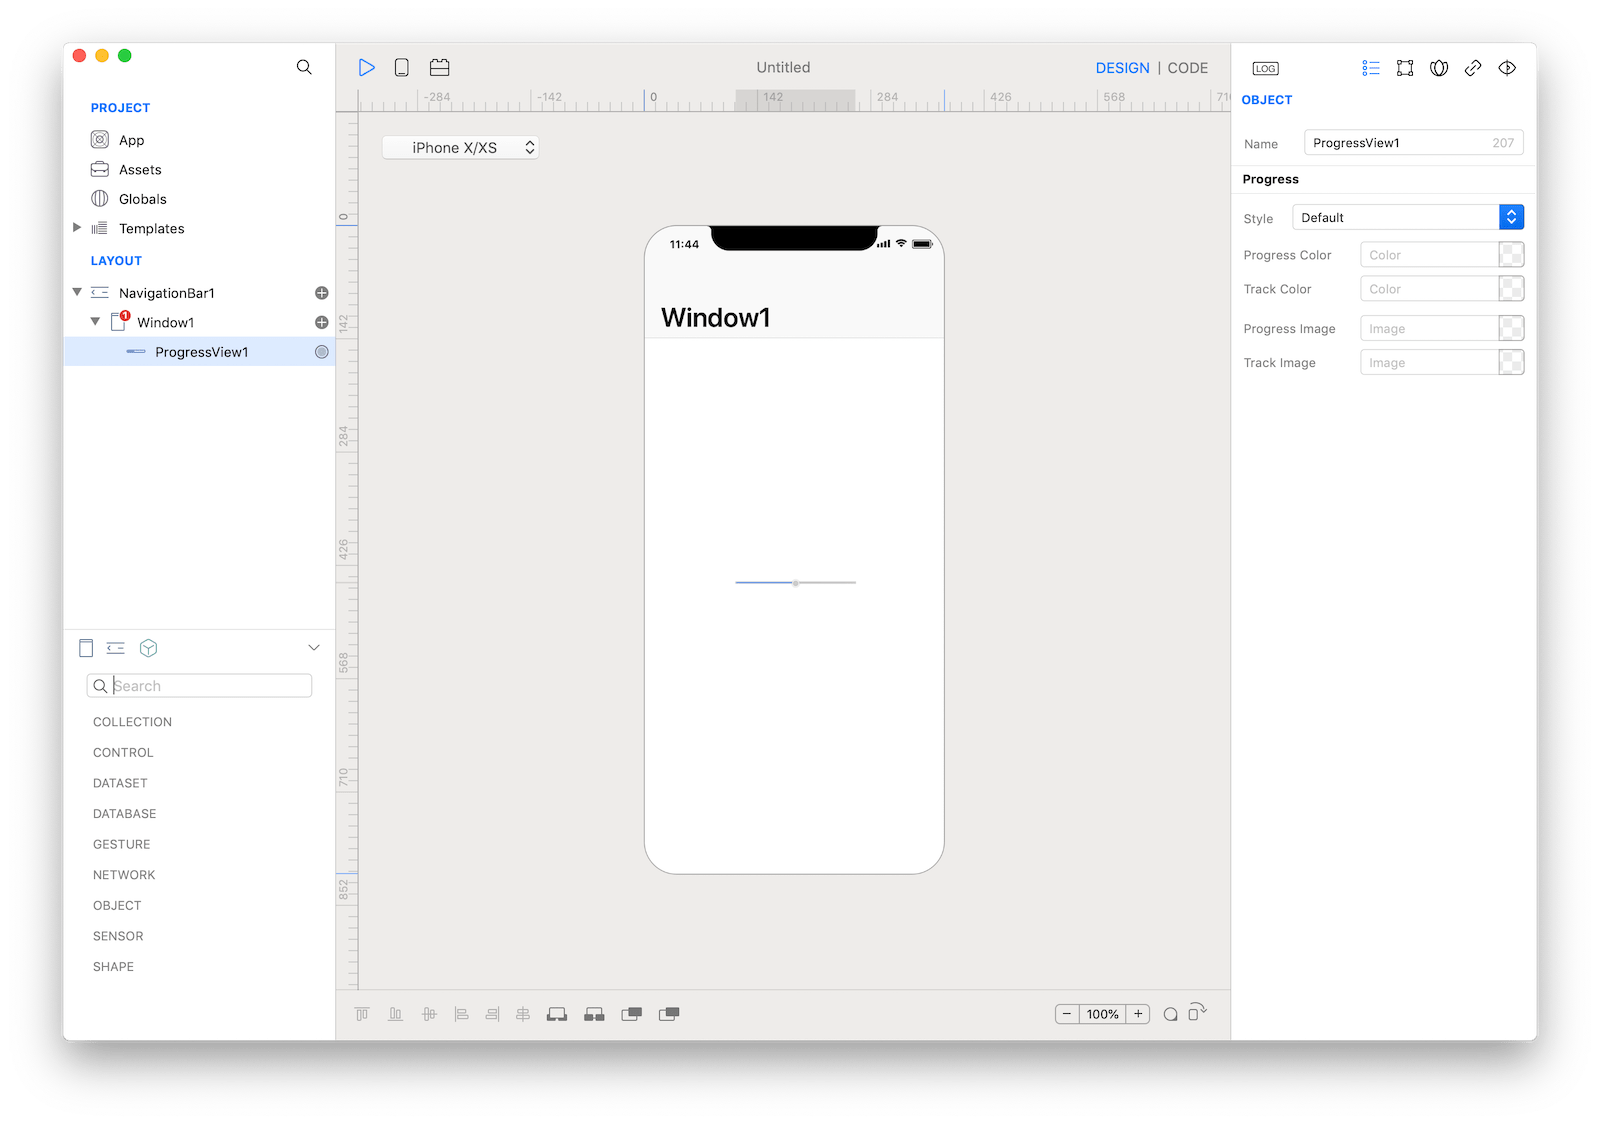 Untitled
DESIGN | CODE
LOG
PROJECT
App
Assets
Globals
Templates
LAYOUT
NavigationBar1
1
Window1
ProgressView1
Search
COLLECTION
CONTROL
DATASET
DATABASE
GESTURE
NETWORK
OBJECT
SENSOR
SHAPE
-284
-142
0
142
284
426
568
0
142
284
426
568
710
852
iPhone X/XS
11:44
Window1
100%
OBJECT
Name ProgressView1 207
Progress
Style Default
Progress Color Color
Track Color Color
Progress Image Image
Track Image Image